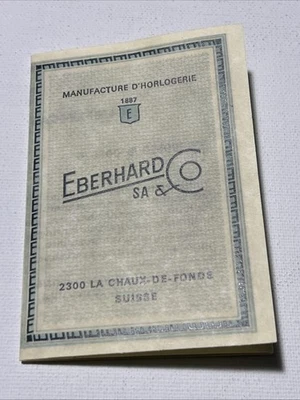 MANUFACTURE D'HORLOGERIE
1887
E
EBERHARD & CO
SA
2300 LA CHAUX-DE-FONDS
SUISSE